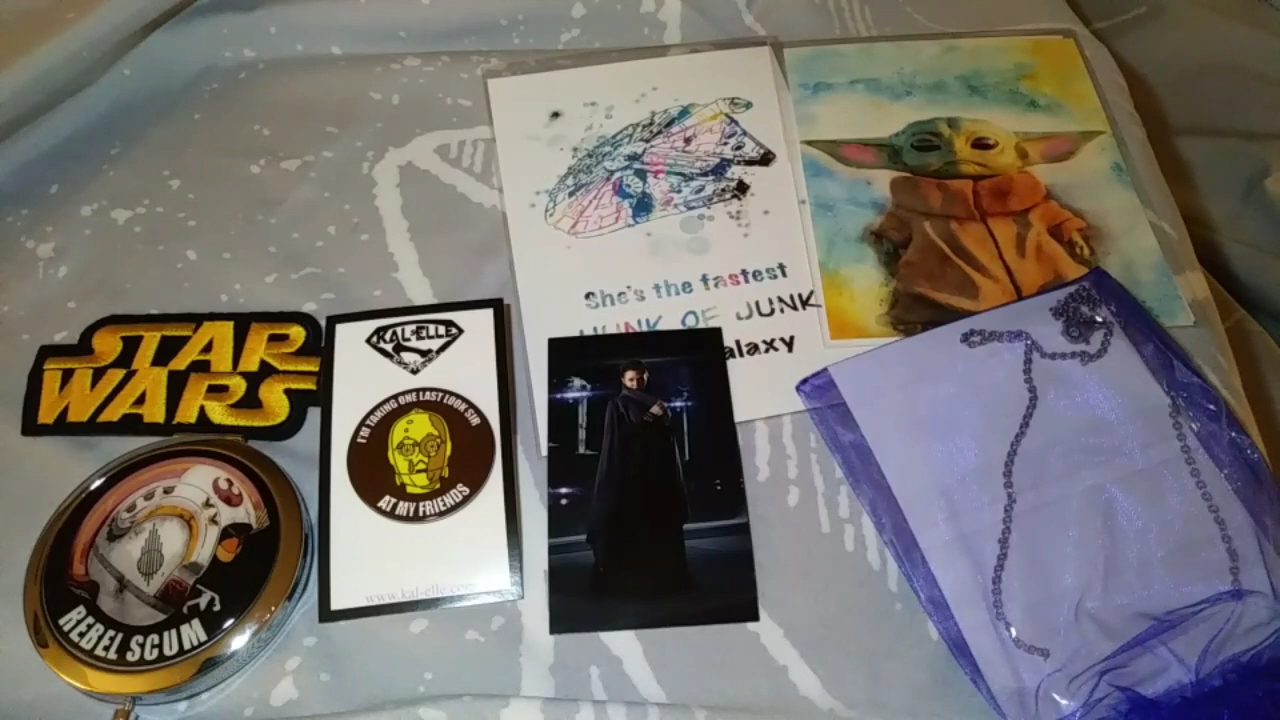 STAR
WARS
REBEL SCUM
KAL-ELLE
I'M TAKING ONE LAST LOOK SIR
AT MY FRIENDS
www.kal-elle.com
She's the fastest
HUNK OF JUNK
alaxy